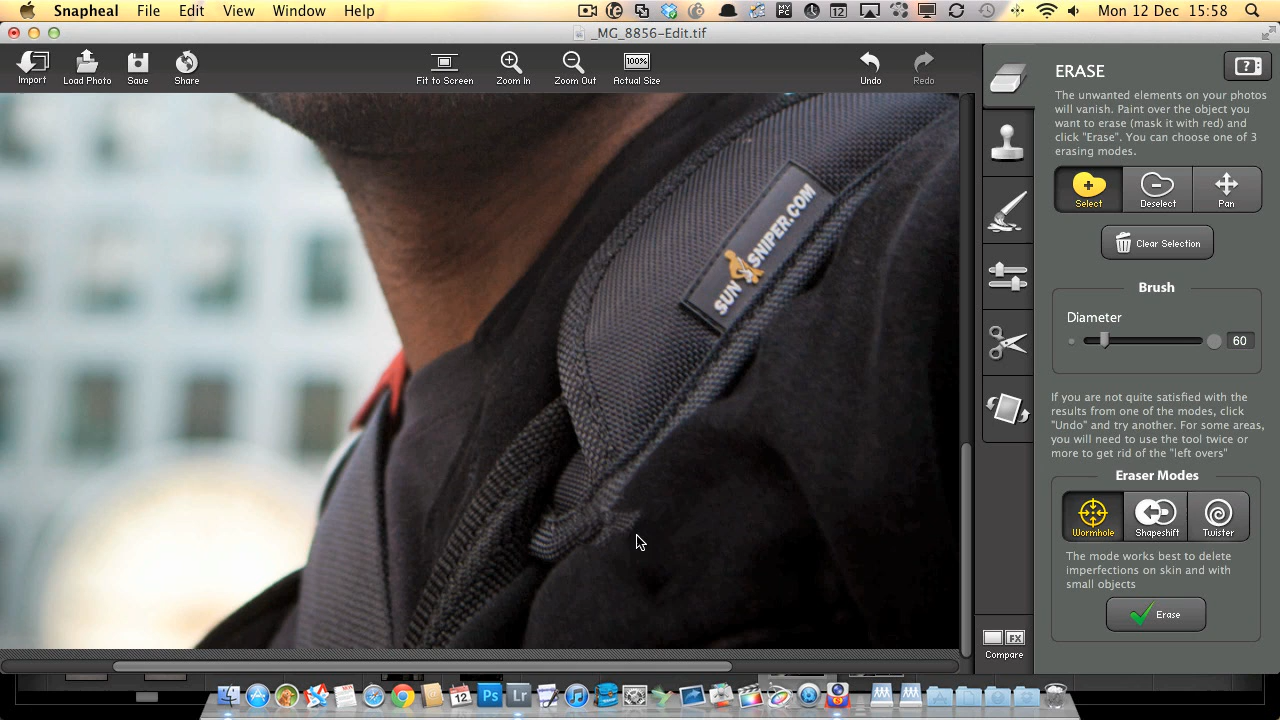 Snapheal File Edit View Window Help Mon 12 Dec 15:58
_MG_8856-Edit.tif
Import Load Photo Save Share Fit to Screen Zoom In Zoom Out 100% Actual Size Undo Redo
ERASE
The unwanted elements on your photos
will vanish. Paint over the object you
want to erase (mask it with red) and
click "Erase". You can choose one of 3
erasing modes.
Select Deselect Pan
Clear Selection
Brush
Diameter
60
If you are not quite satisfied with the
results from one of the modes, click
"Undo" and try another. For some areas,
you will need to use the tool twice or
more to get rid of the "left overs"
Eraser Modes
Wormhole Shapeshift Twister
The mode works best to delete
imperfections on skin and with
small objects
Erase
FX
Compare
SUN SNIPER.COM
12 Ps Lr